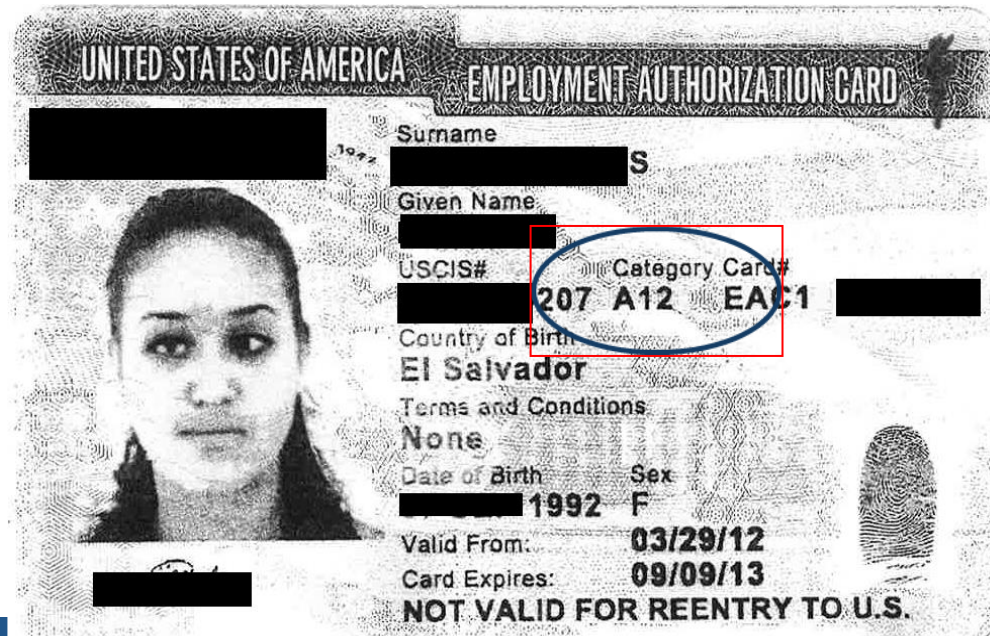 UNITED STATES OF AMERICA
EMPLOYMENT AUTHORIZATION CARD
Surname
S
Given Name
USCIS# Category Card#
207 A12 EAC1
Country of Birth
El Salvador
Terms and Conditions
None
Date of Birth Sex
1992 F
Valid From: 03/29/12
Card Expires: 09/09/13
NOT VALID FOR REENTRY TO U.S.